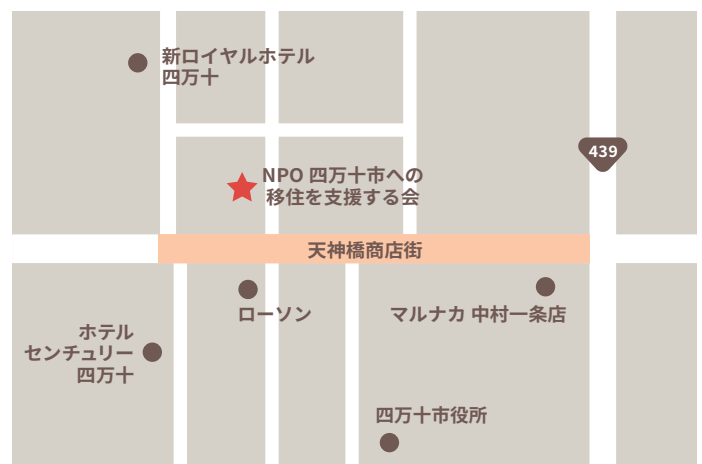 新ロイヤルホテル
四万十
439
NPO 四万十市への
移住を支援する会
天神橋商店街
ローソン
マルナカ 中村一条店
ホテル
センチュリー
四万十
四万十市役所